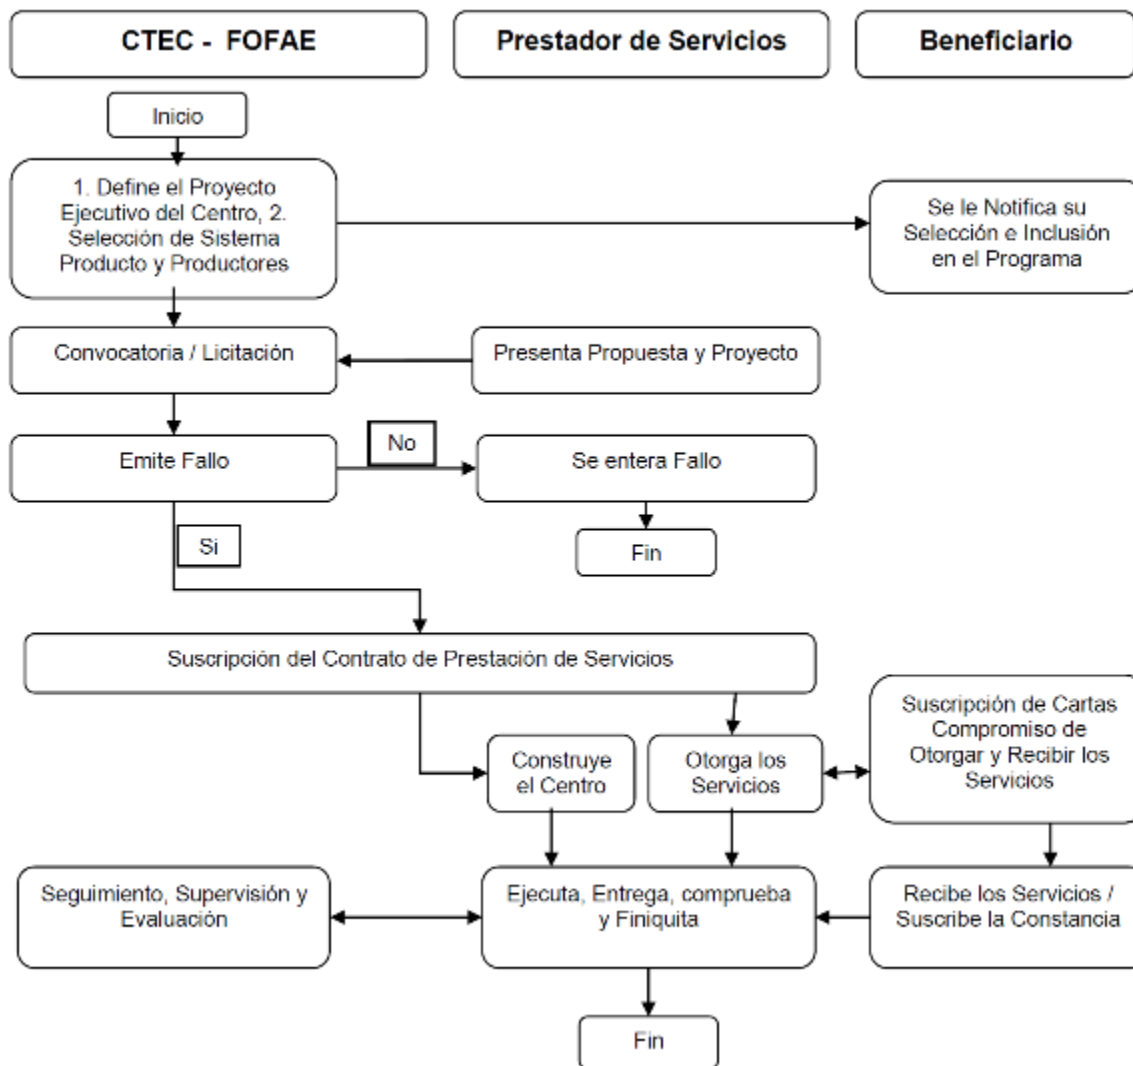 CTEC - FOFAE
Prestador de Servicios
Beneficiario
Inicio
1. Define el Proyecto
Ejecutivo del Centro, 2.
Selección de Sistema
Producto y Productores
Se le Notifica su
Selección e Inclusión
en el Programa
Convocatoria / Licitación
Presenta Propuesta y Proyecto
Emite Fallo
No
Se entera Fallo
Si
Fin
Suscripción del Contrato de Prestación de Servicios
Construye
el Centro
Otorga los
Servicios
Suscripción de Cartas
Compromiso de
Otorgar y Recibir los
Servicios
Seguimiento, Supervisión y
Evaluación
Ejecuta, Entrega, comprueba
y Finiquita
Recibe los Servicios /
Suscribe la Constancia
Fin